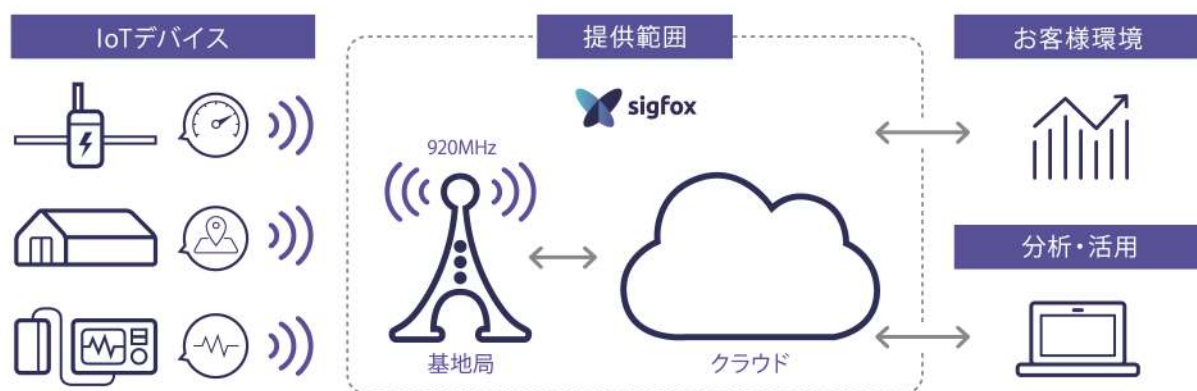 IoTデバイス
提供範囲
お客様環境
sigfox
920MHz
基地局
クラウド
分析・活用